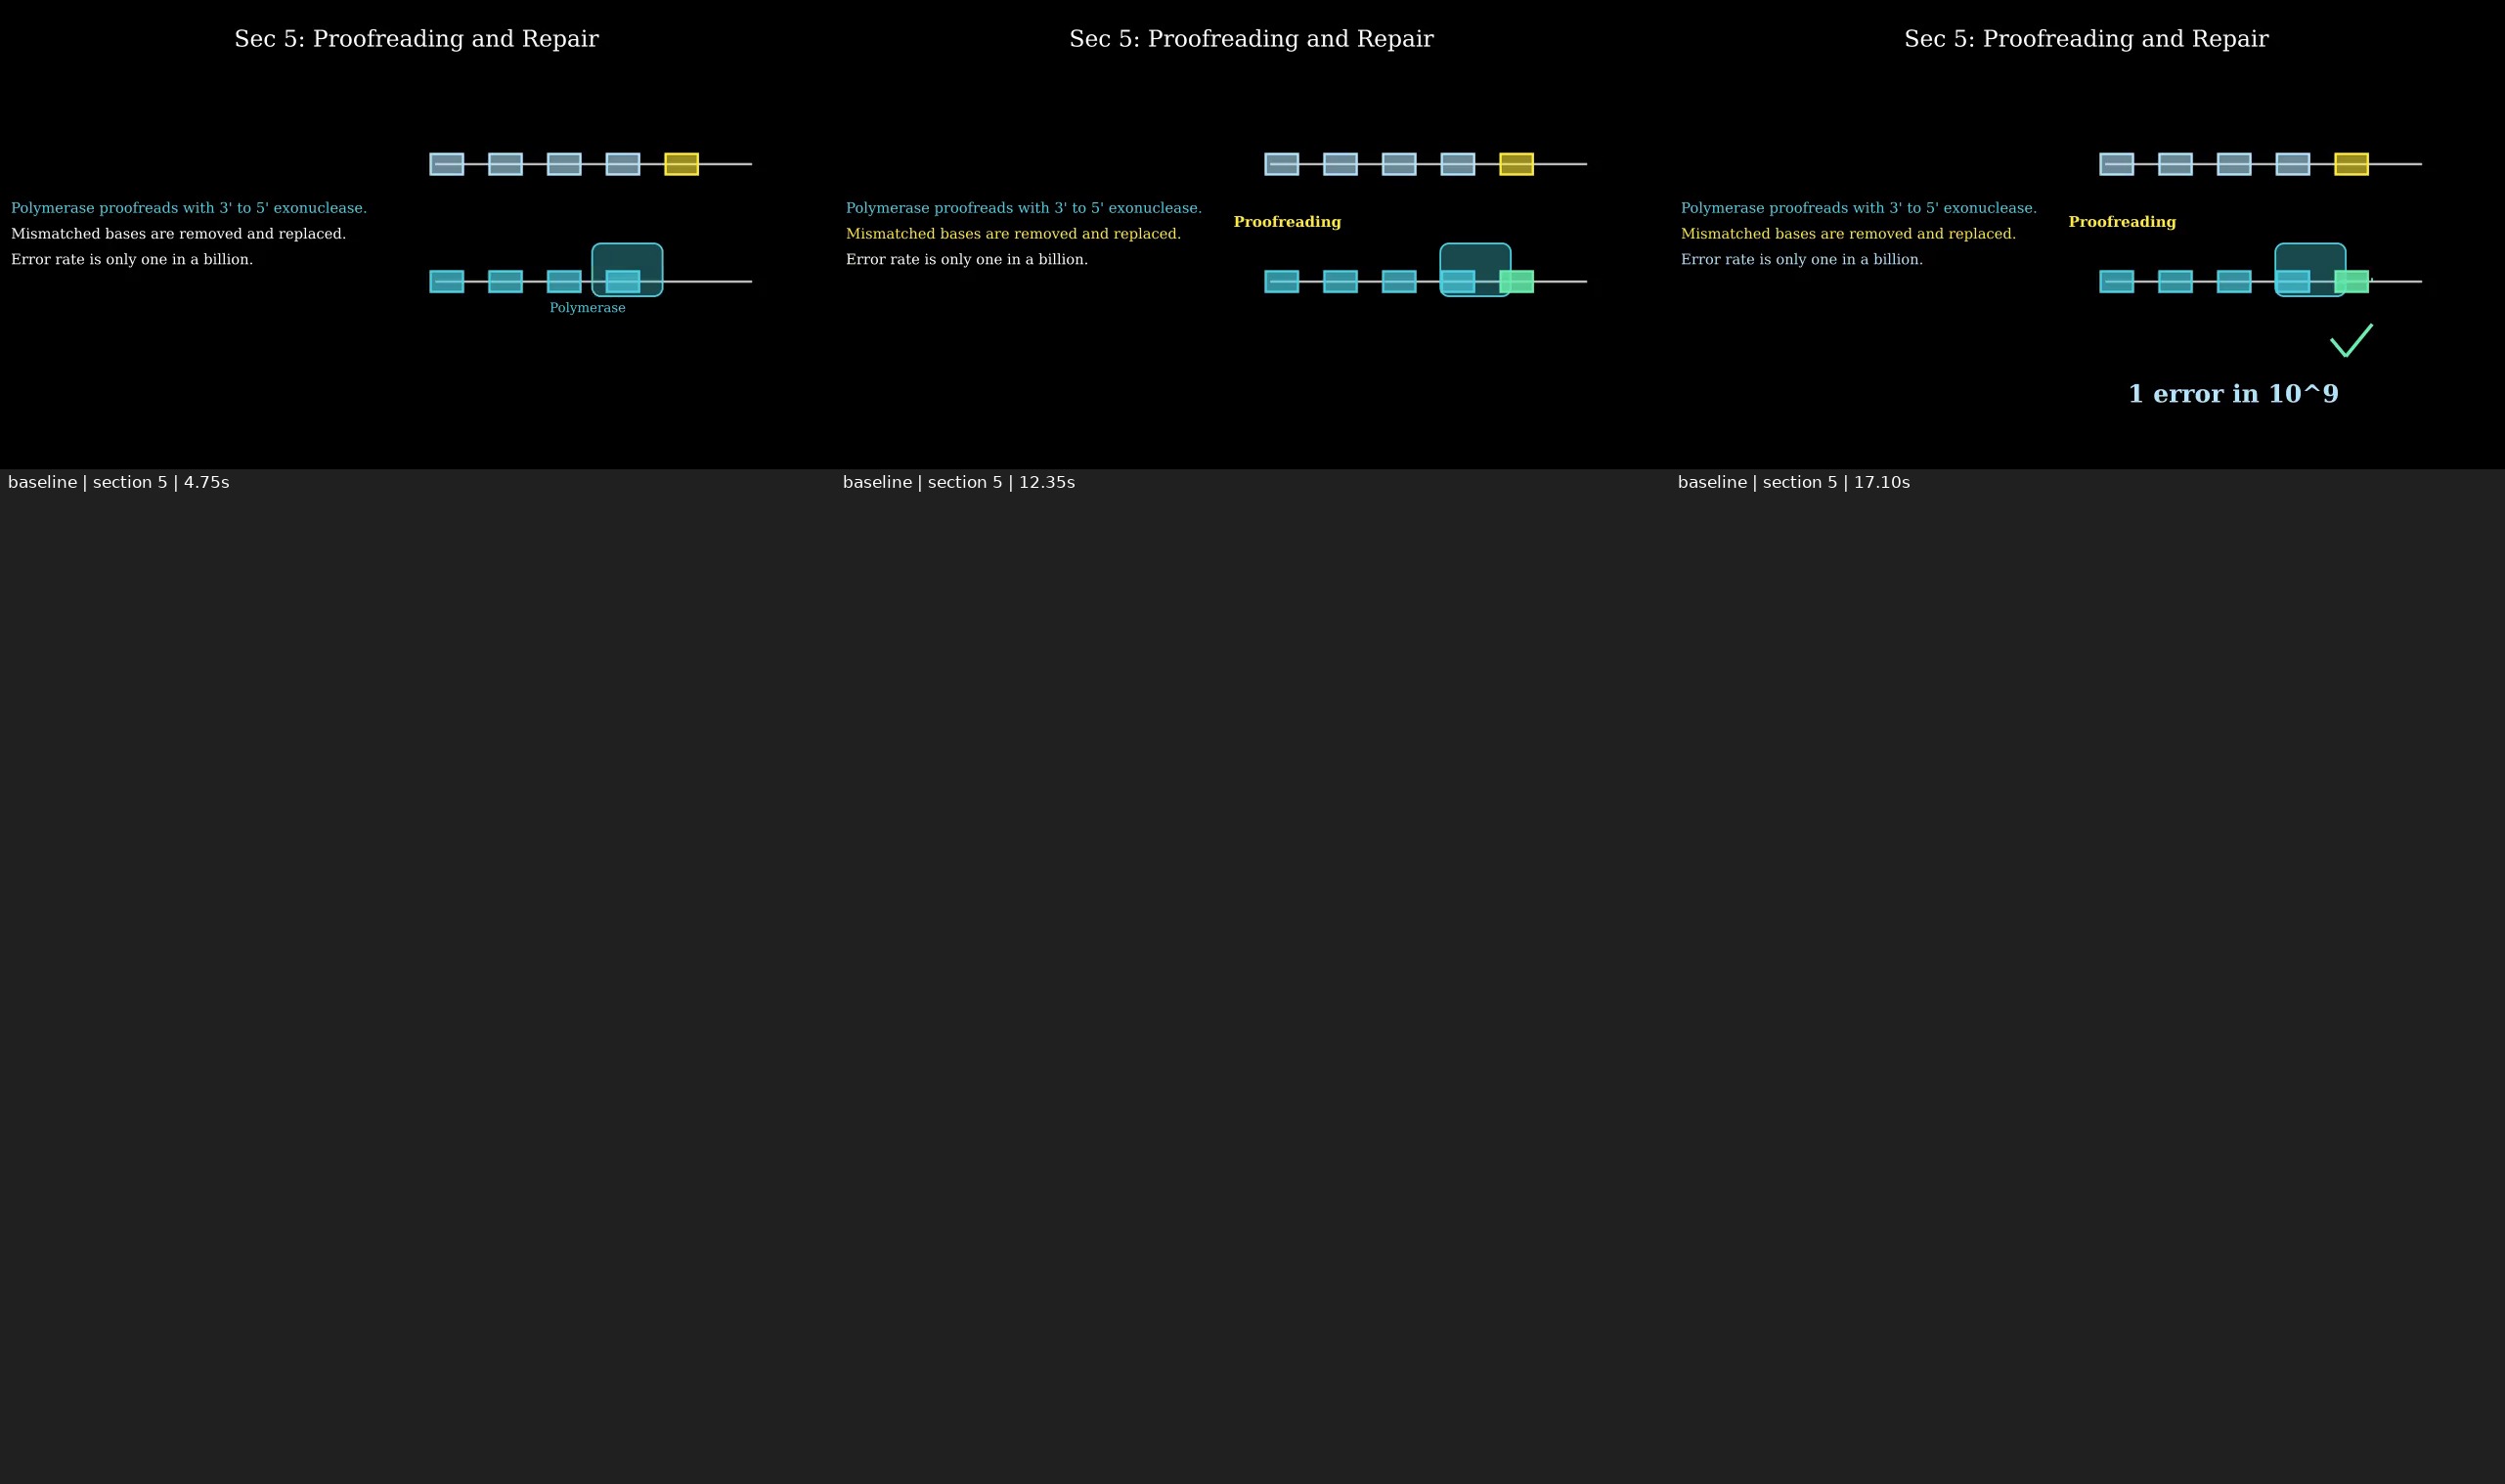 Sec 5: Proofreading and Repair
Polymerase proofreads with 3' to 5' exonuclease.
Mismatched bases are removed and replaced.
Error rate is only one in a billion.
Polymerase
baseline | section 5 | 4.75s
Sec 5: Proofreading and Repair
Polymerase proofreads with 3' to 5' exonuclease.
Mismatched bases are removed and replaced.
Error rate is only one in a billion.
Proofreading
baseline | section 5 | 12.35s
Sec 5: Proofreading and Repair
Polymerase proofreads with 3' to 5' exonuclease.
Mismatched bases are removed and replaced.
Error rate is only one in a billion.
Proofreading
1 error in 10^9
baseline | section 5 | 17.10s